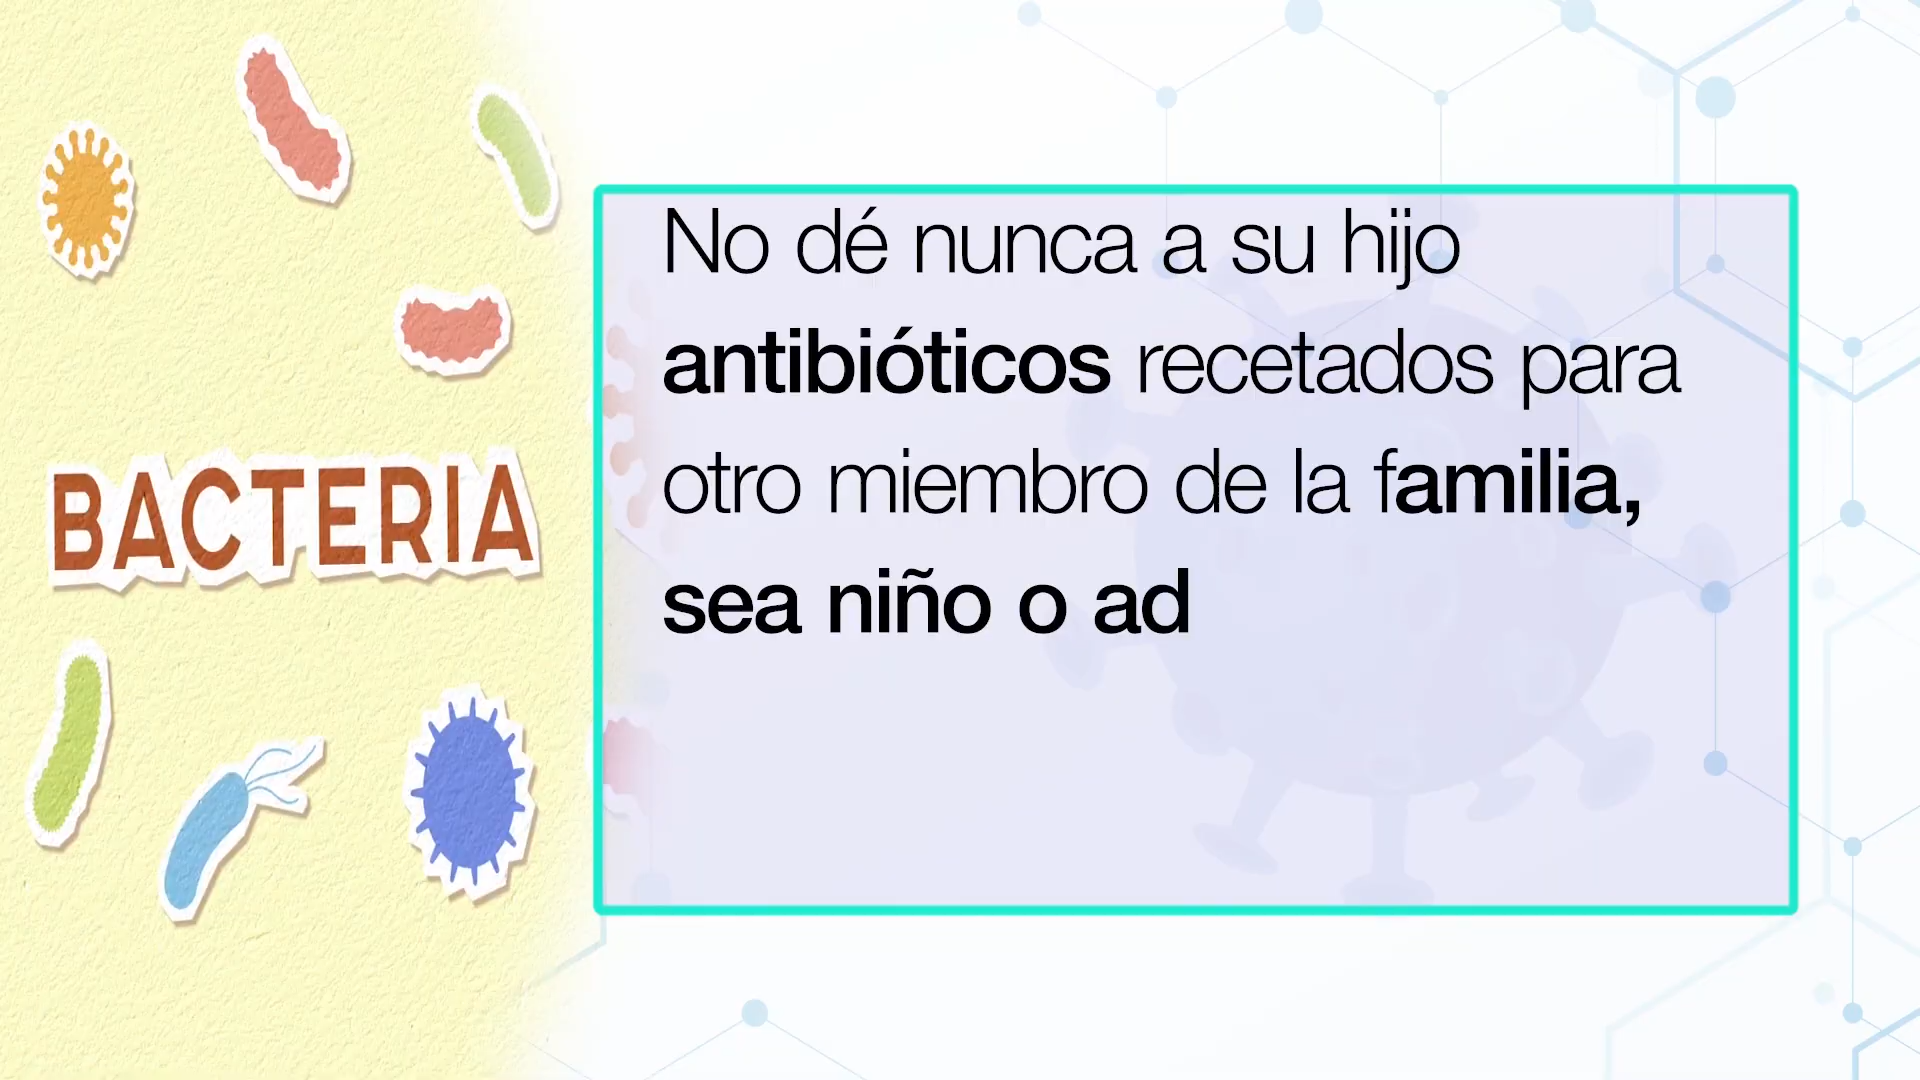 BACTERIA
No dé nunca a su hijo
antibióticos recetados para
otro miembro de la familia,
sea niño o ad